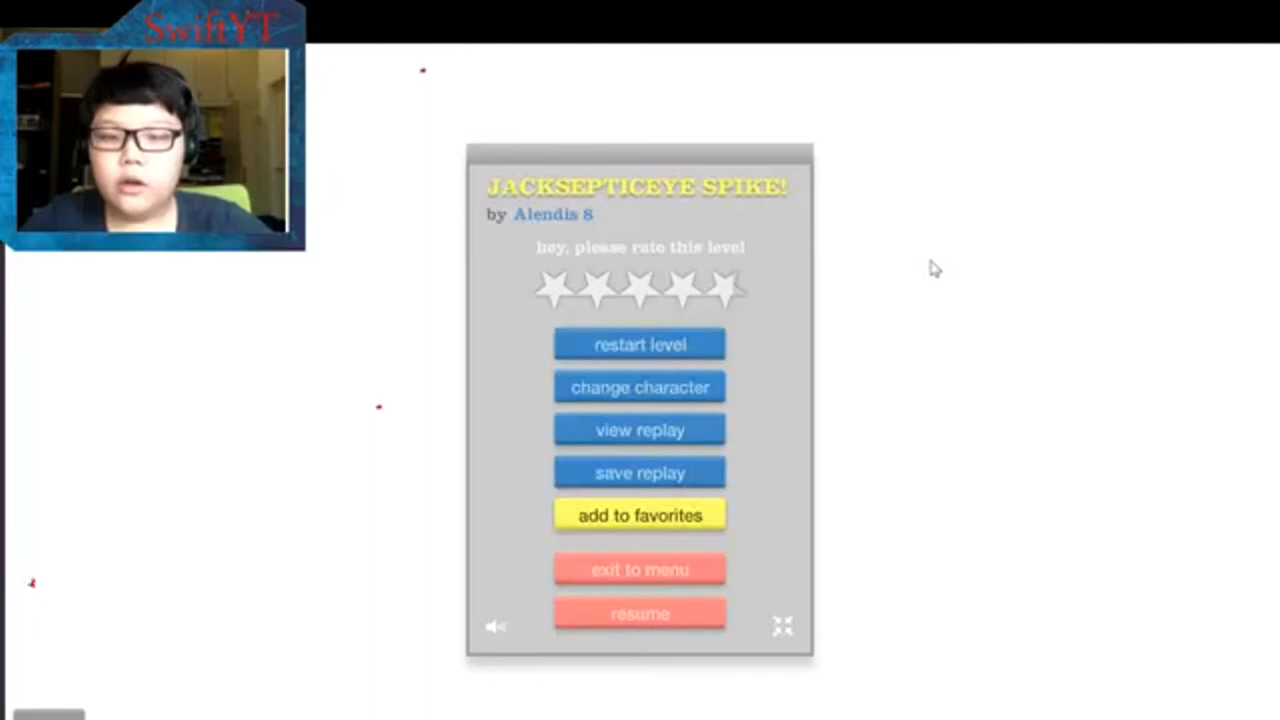 SwiftYT
JACKSEPTICEYE SPIKE!
by Alendis 8
hey, please rate this level
restart level
change character
view replay
save replay
add to favorites
exit to menu
resume